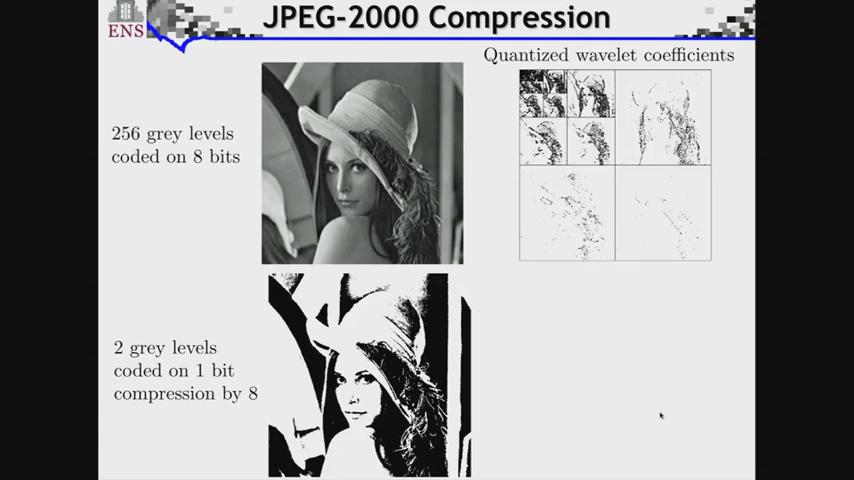 JPEG-2000 Compression
ENS
Quantized wavelet coefficients
256 grey levels
coded on 8 bits
2 grey levels
coded on 1 bit
compression by 8